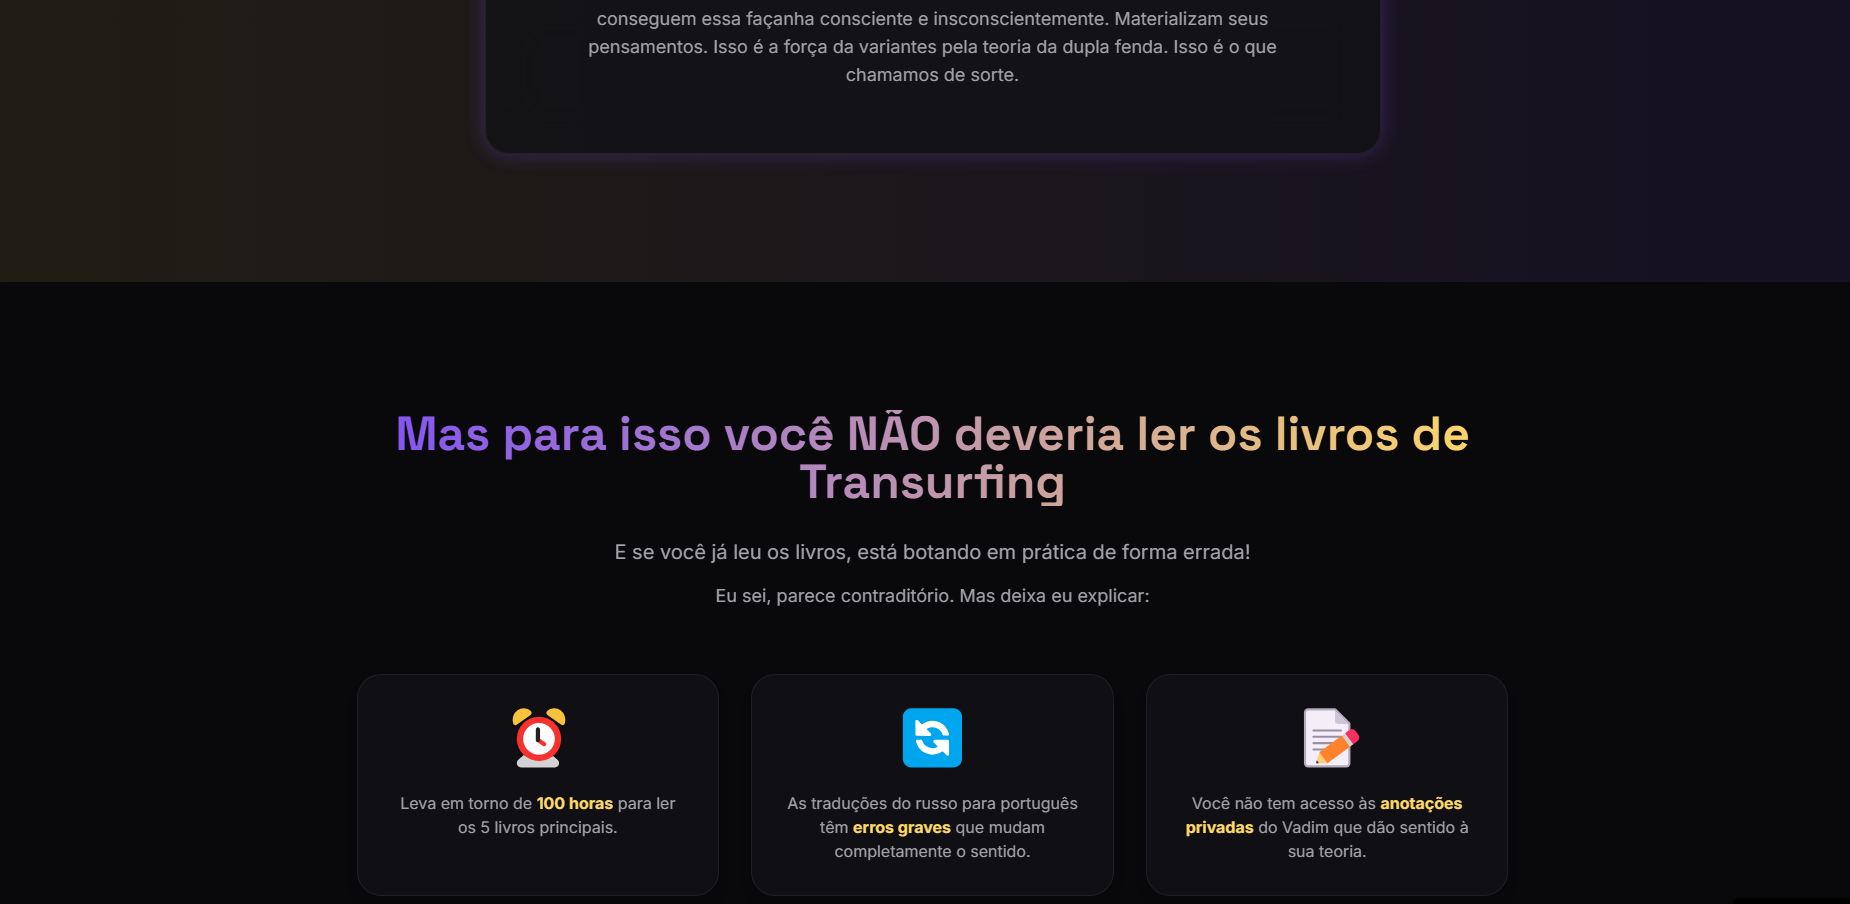 conseguem essa façanha consciente e insconscientemente. Materializam seus
pensamentos. Isso é a força da variantes pela teoria da dupla fenda. Isso é o que
chamamos de sorte.
Mas para isso você NÃO deveria ler os livros de
Transurfing
E se você já leu os livros, está botando em prática de forma errada!
Eu sei, parece contraditório. Mas deixa eu explicar:
Leva em torno de 100 horas para ler
os 5 livros principais.
As traduções do russo para português
têm erros graves que mudam
completamente o sentido.
Você não tem acesso às anotações
privadas do Vadim que dão sentido à
sua teoria.